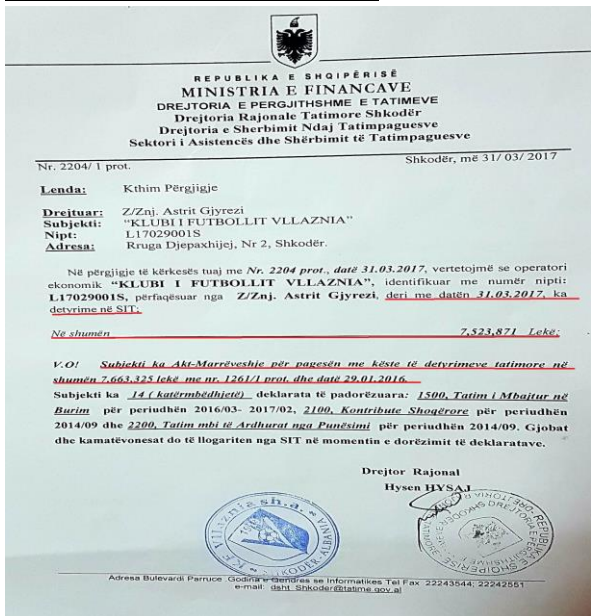 REPUBLIKA E SHQIPËRISË
MINISTRIA E FINANCAVE
DREJTORIA E PERGJITHSHME E TATIMEVE
Drejtoria Rajonale Tatimore Shkodër
Drejtoria e Sherbimit Ndaj Tatimpaguesve
Sektori i Asistencës dhe Shërbimit të Tatimpaguesve
Nr. 2204/ 1 prot.
Shkodër, më 31/ 03/ 2017
Lenda: Kthim Përgjigje
Drejtuar: Z/Znj. Astrit Gjyrezi
Subjekti: "KLUBI I FUTBOLLIT VLLAZNIA"
Nipt: L17029001S
Adresa: Rruga Djepaxhijej, Nr 2, Shkodër.
Në përgjigje të kërkesës tuaj me Nr. 2204 prot., datë 31.03.2017, vertetojmë se operatori
ekonomik "KLUBI I FUTBOLLIT VLLAZNIA", identifikuar me numër nipti:
L17029001S, përfaqësuar nga Z/Znj. Astrit Gjyrezi, deri me datën 31.03.2017, ka
detyrime në SIT:
Në shumën 7,523,871 Lekë;
V.O! Subjekti ka Akt-Marrëveshje për pagesën me këste të detyrimeve tatimore në
shumën 7,663,325 lekë me nr. 1261/1 prot. dhe datë 29.01.2016.
Subjekti ka 14 ( katërmbëdhjetë) deklarata të padorëzuara: 1500, Tatim i Mbajtur në
Burim për periudhën 2016/03- 2017/02, 2100, Kontribute Shoqërore për periudhën
2014/09 dhe 2200, Tatim mbi të Ardhurat nga Punësimi për periudhën 2014/09. Gjobat
dhe kamatëvonesat do të llogariten nga SIT në momentin e dorëzimit të deklaratave.
Drejtor Rajonal
Hysen HYSAJ
K.F Vllaznia sh.a.
SHKODER - ALBANIA
Adresa Bulevardi Parruce Godina e Qendres se Informatikes Tel Fax 22243544; 22242551
e-mail: dsht_Shkoder@tatime.gov.al